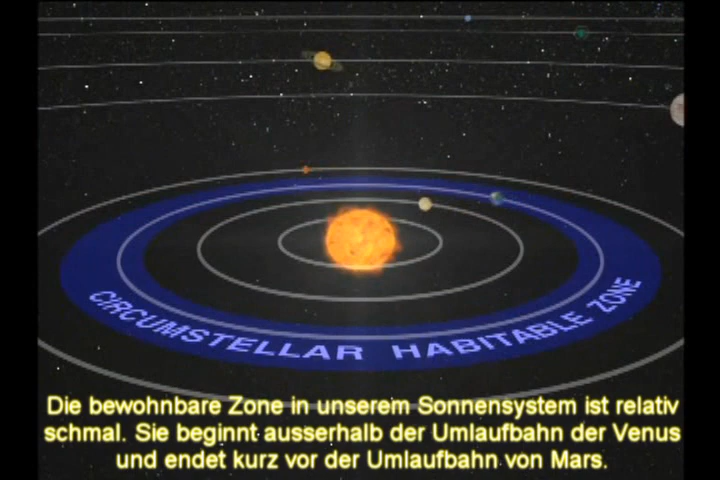 CIRCUMSTELLAR HABITABLE ZONE
Die bewohnbare Zone in unserem Sonnensystem ist relativ
schmal. Sie beginnt ausserhalb der Umlaufbahn der Venus
und endet kurz vor der Umlaufbahn von Mars.